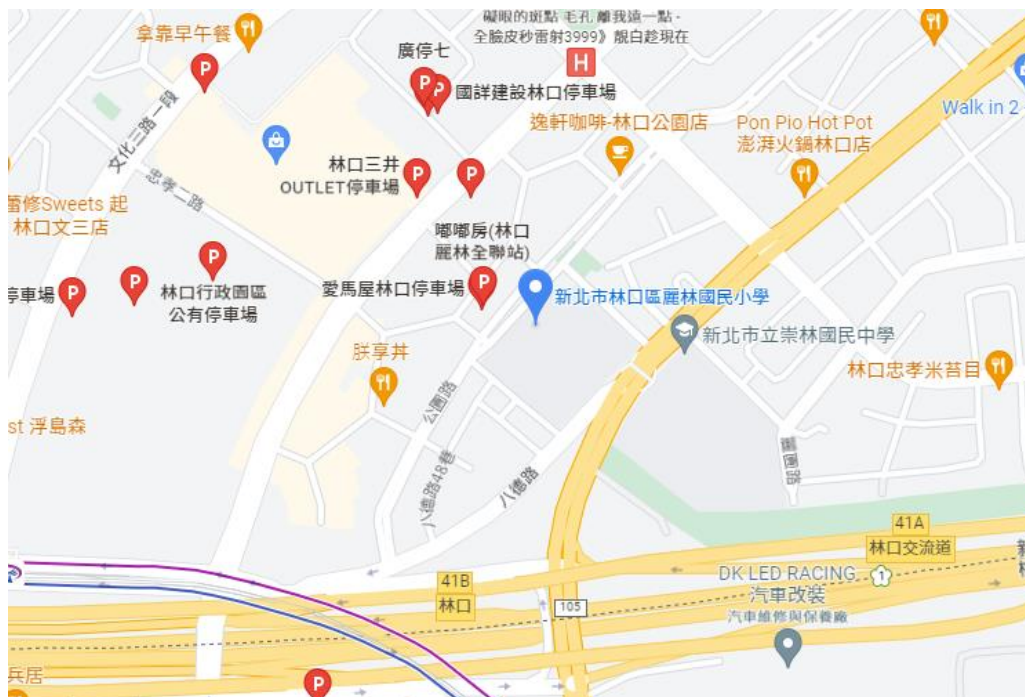 礙眼的斑點 毛孔 離我遠一點 -
全臉皮秒雷射3999》靚白趁現在
拿靠早午餐
廣停七
H
國詳建設林口停車場
Walk in 2
逸軒咖啡-林口公園店
Pon Pio Hot Pot
澎湃火鍋林口店
文化三路一段
林口三井
OUTLET停車場
忠孝二路
蕾修Sweets 起
林口文三店
嘟嘟房(林口
麗林全聯站)
停車場
林口行政園區
公有停車場
愛馬屋林口停車場
新北市林口區麗林國民小學
新北市立崇林國民中學
朕享丼
林口忠孝米苔目
公園路
st 浮島森
麗園路
八德路48巷
八德路
41A
林口交流道
1
41B
林口
105
DK LED RACING
汽車改裝
汽車維修與保養廠
兵居
P
P
P
P
P
P
P
P
P
P